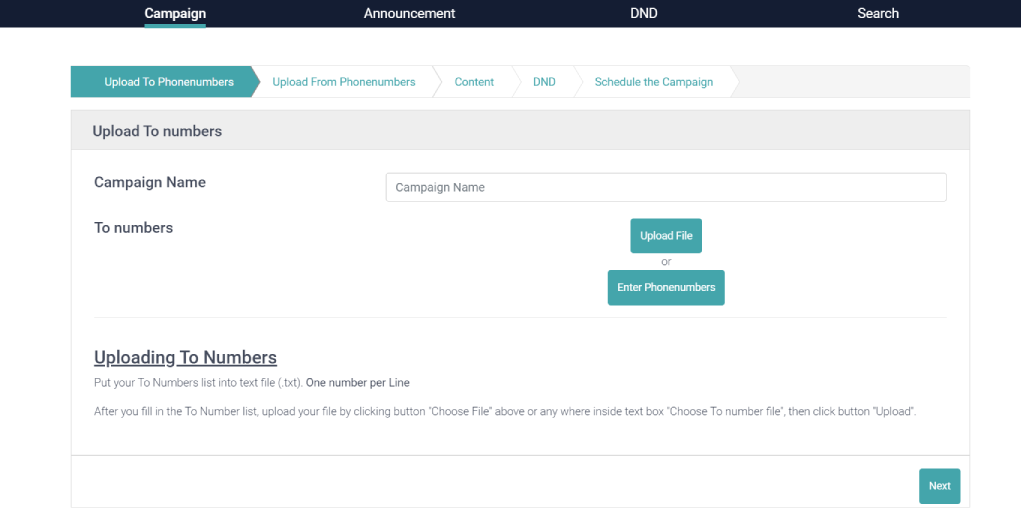 Campaign Announcement DND Search
Upload To Phonenumbers Upload From Phonenumbers Content DND Schedule the Campaign
Upload To numbers
Campaign Name Campaign Name
To numbers Upload File
or
Enter Phonenumbers
Uploading To Numbers
Put your To Numbers list into text file (.txt). One number per Line
After you fill in the To Number list, upload your file by clicking button "Choose File" above or any where inside text box "Choose To number file", then click button "Upload".
Next